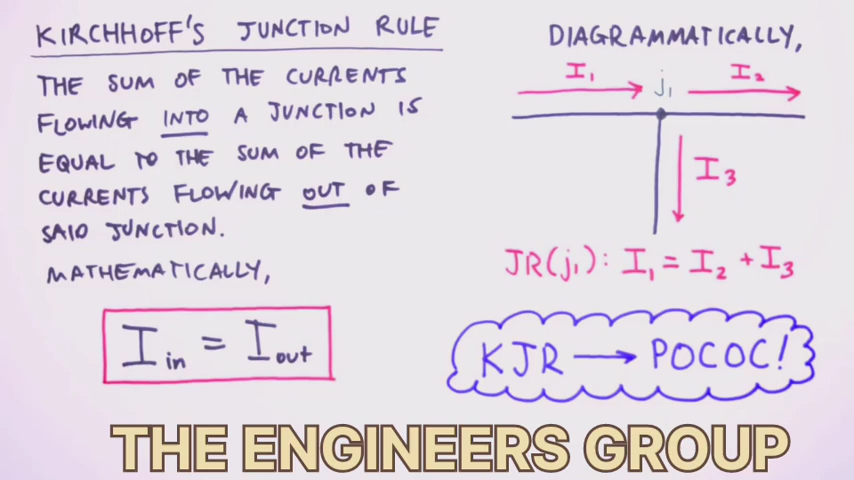 KIRCHHOFF'S JUNCTION RULE
THE SUM OF THE CURRENTS
FLOWING INTO A JUNCTION IS
EQUAL TO THE SUM OF THE
CURRENTS FLOWING OUT OF
SAID JUNCTION.
MATHEMATICALLY,
I_in = I_out
DIAGRAMMATICALLY,
I₁ j₁ I₂
I₃
JR(j₁): I₁ = I₂ + I₃
KJR → POCOC!
THE ENGINEERS GROUP